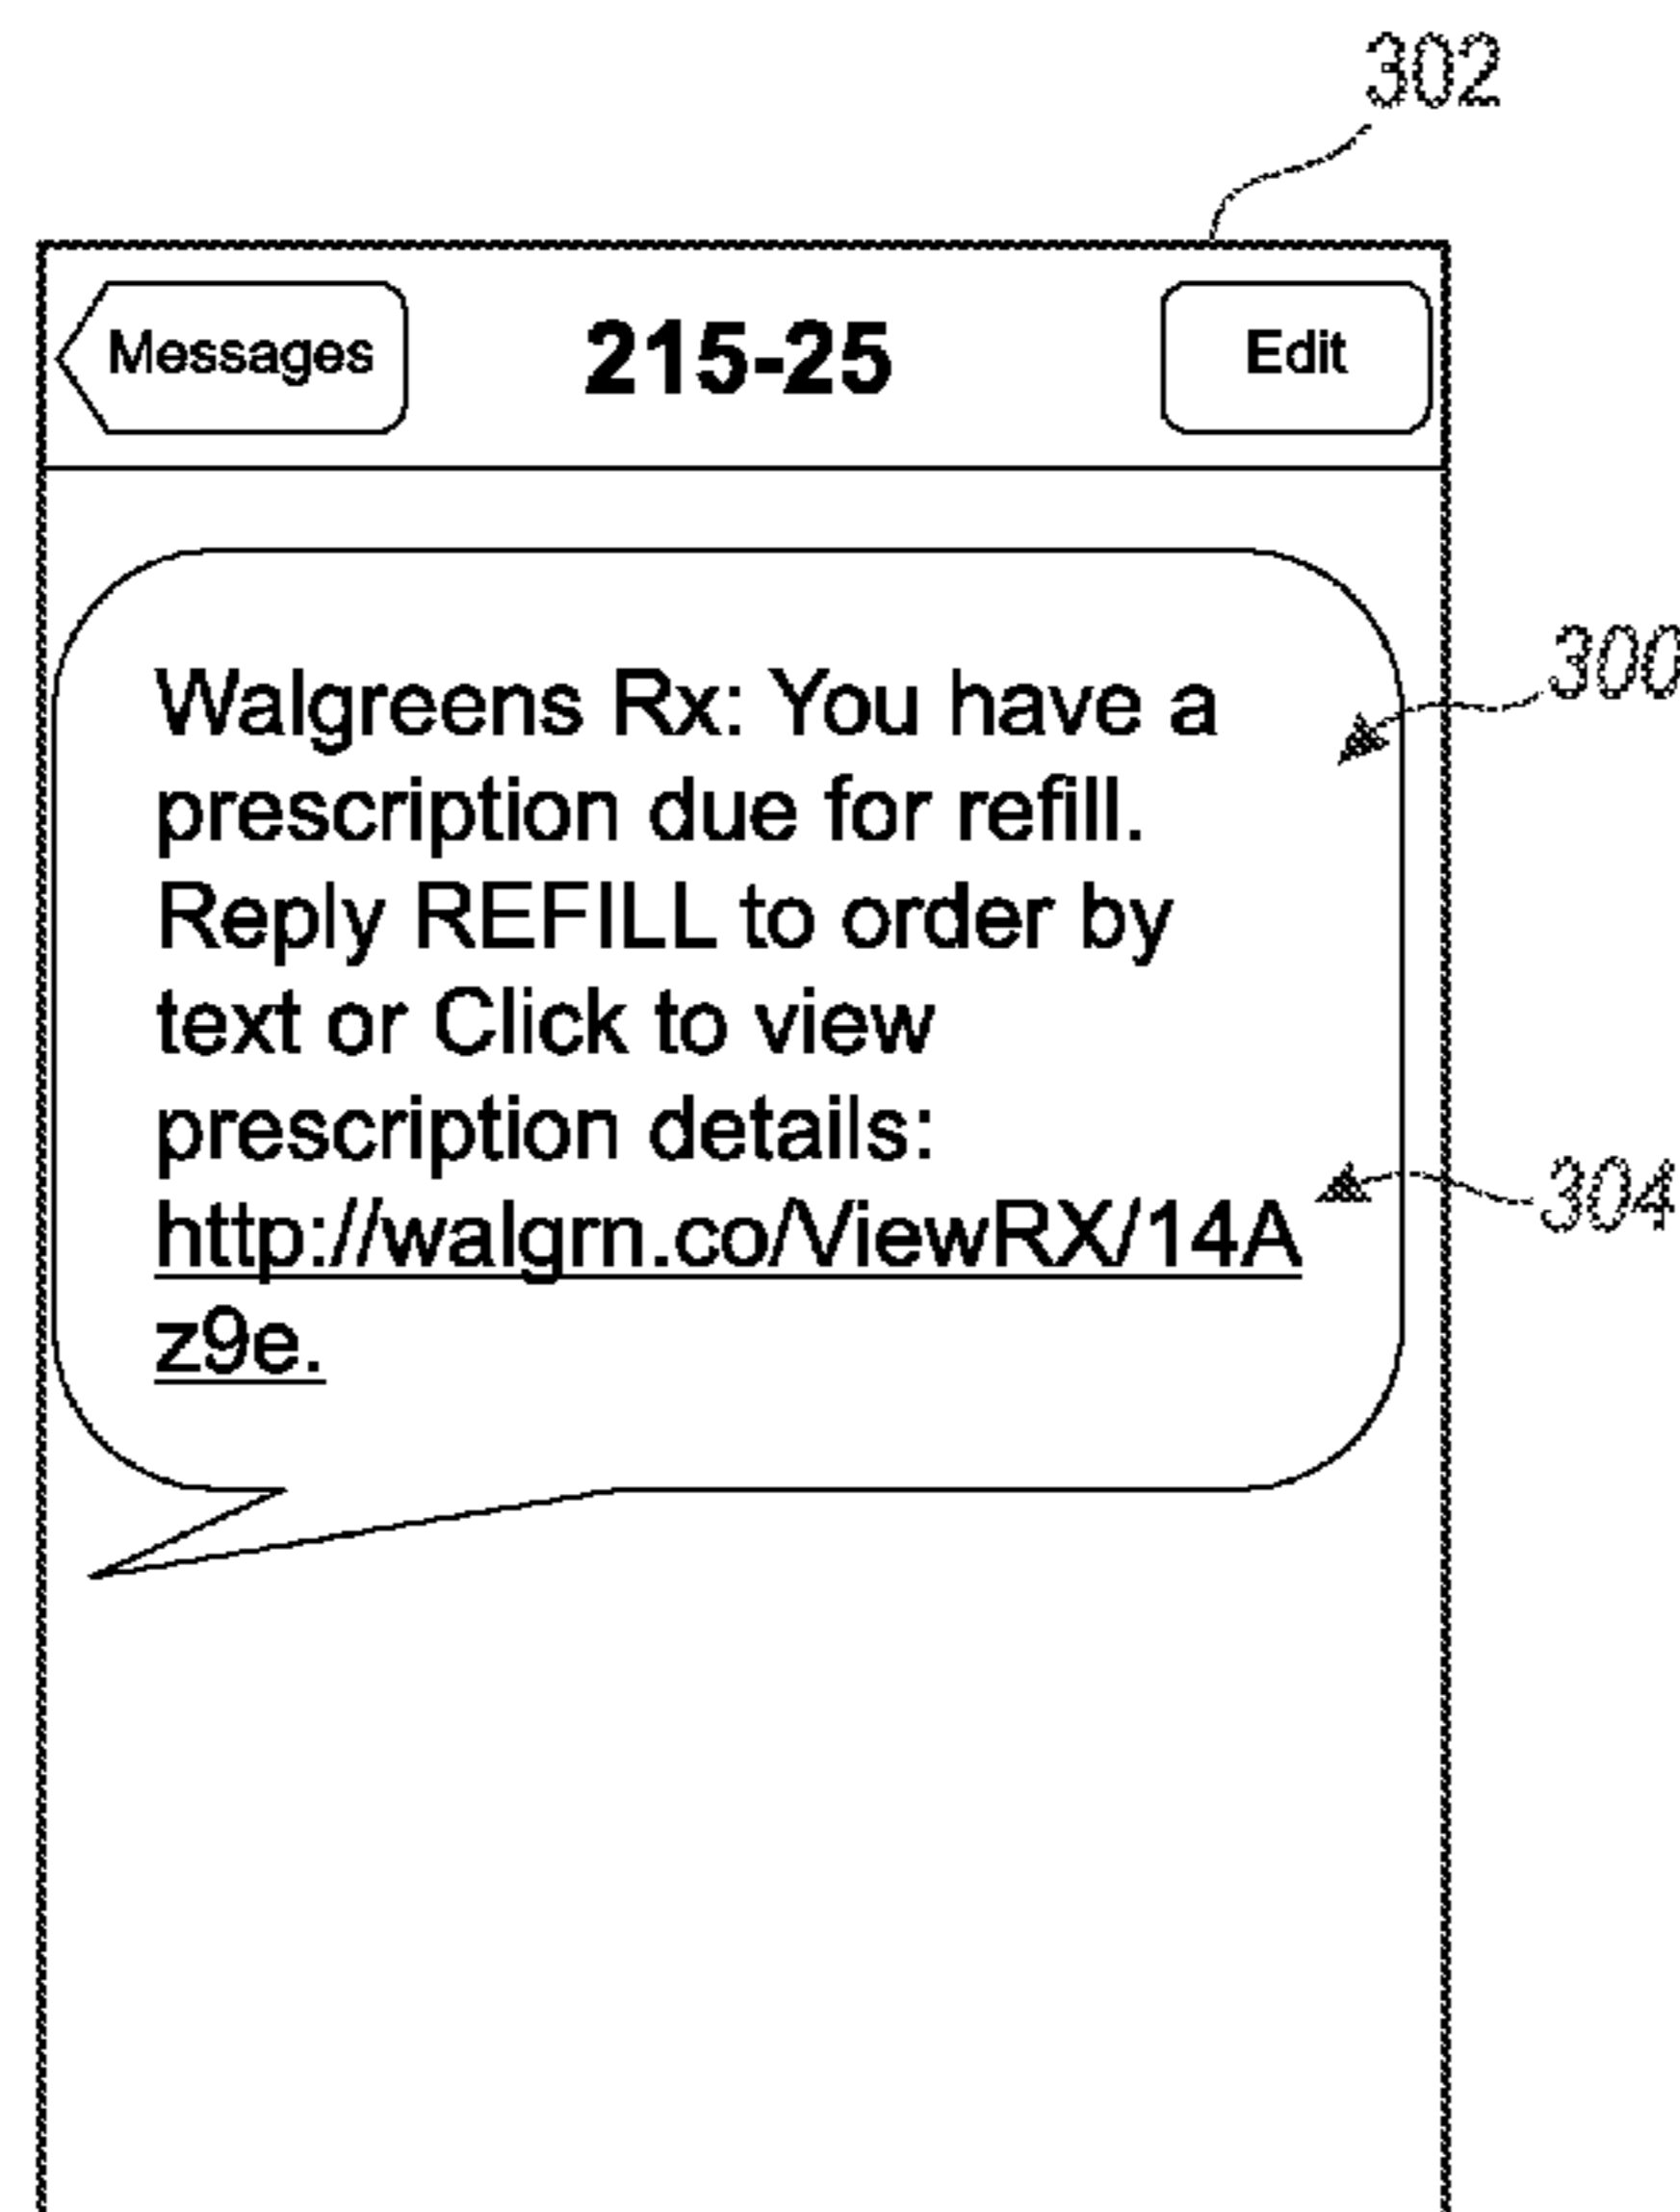 302
Messages 215-25 Edit
Walgreens Rx: You have a
300
prescription due for refill.
Reply REFILL to order by
text or Click to view
prescription details:
http://walgrn.co/ViewRX/14A
304
z9e.